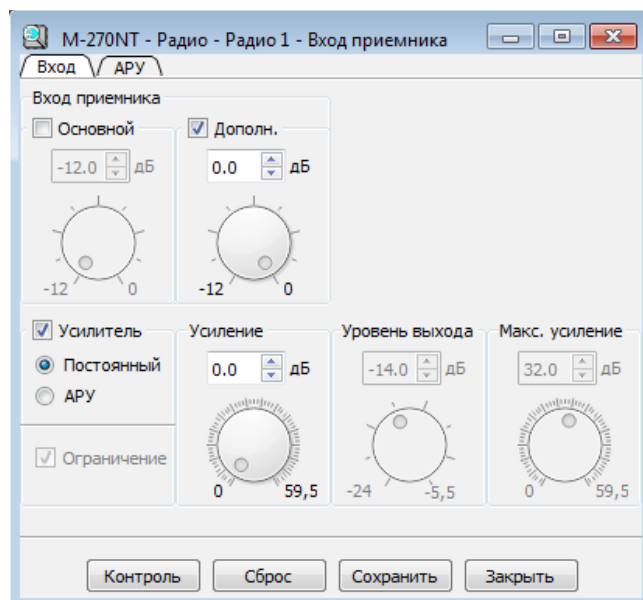 M-270NT - Радио - Радио 1 - Вход приемника
Вход АРУ
Вход приемника
Основной Дополн.
-12.0 дБ 0.0 дБ
-12 0 -12 0
Усилитель Усиление Уровень выхода Макс. усиление
Постоянный 0.0 дБ -14.0 дБ 32.0 дБ
АРУ
Ограничение
0 59,5 -24 -5,5 0 59,5
Контроль Сброс Сохранить Закрыть